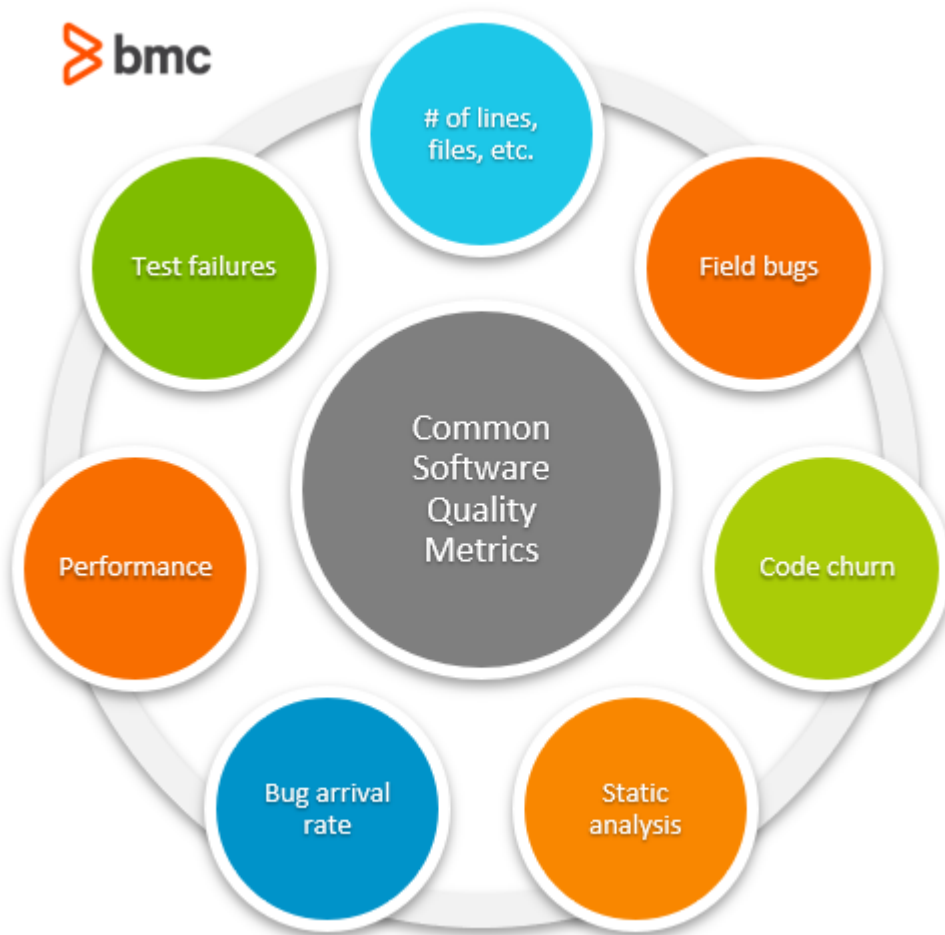 bmc
# of lines,
files, etc.
Test failures
Field bugs
Common
Software
Quality
Metrics
Performance
Code churn
Bug arrival
rate
Static
analysis